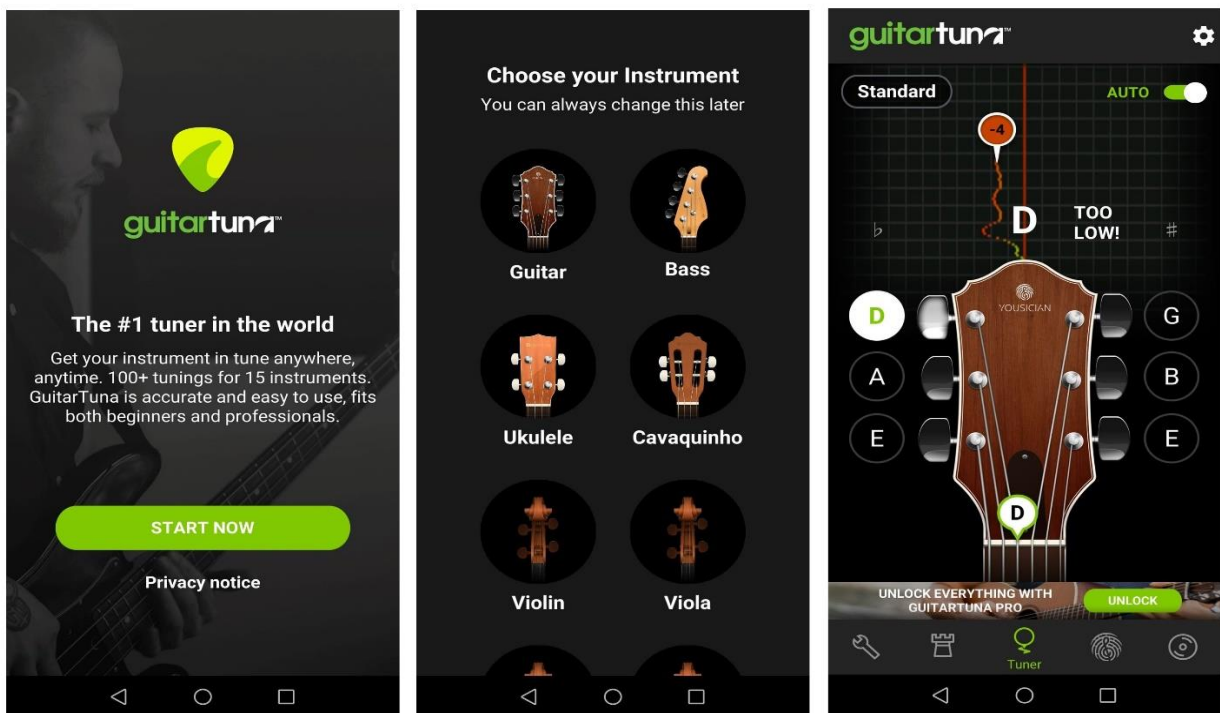 guitartuna™
The #1 tuner in the world
Get your instrument in tune anywhere,
anytime. 100+ tunings for 15 instruments.
GuitarTuna is accurate and easy to use, fits
both beginners and professionals.
START NOW
Privacy notice
Choose your Instrument
You can always change this later
Guitar
Bass
Ukulele
Cavaquinho
Violin
Viola
guitartuna™
Standard
AUTO
-4
♭
D
TOO
LOW!
♯
YOUSICIAN
D
G
A
B
E
E
D
UNLOCK EVERYTHING WITH
GUITARTUNA PRO
UNLOCK
Tuner